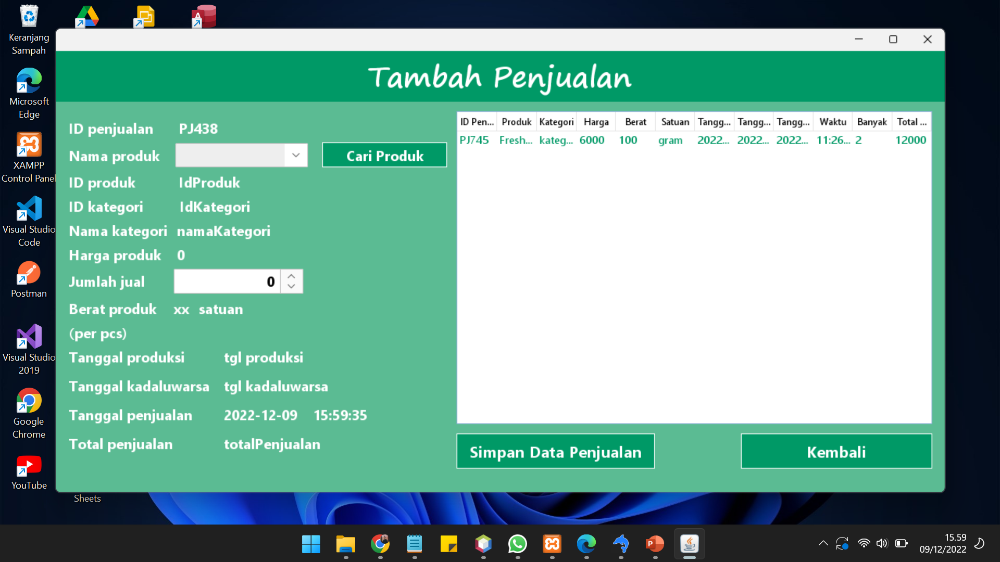 Keranjang
Sampah
Microsoft
Edge
XAMPP
Control Panel
Visual Studio
Code
Postman
Visual Studio
2019
Google
Chrome
YouTube
Sheets
Tambah Penjualan
ID penjualan PJ438
Nama produk Cari Produk
ID produk IdProduk
ID kategori IdKategori
Nama kategori namaKategori
Harga produk 0
Jumlah jual 0
Berat produk xx satuan
(per pcs)
Tanggal produksi tgl produksi
Tanggal kadaluwarsa tgl kadaluwarsa
Tanggal penjualan 2022-12-09 15:59:35
Total penjualan totalPenjualan
ID Pen... Produk Kategori Harga Berat Satuan Tangg... Tangg... Tangg... Waktu Banyak Total ...
PJ745 Fresh... kateg... 6000 100 gram 2022... 2022... 2022... 11:26... 2 12000
Simpan Data Penjualan Kembali
15.59
09/12/2022